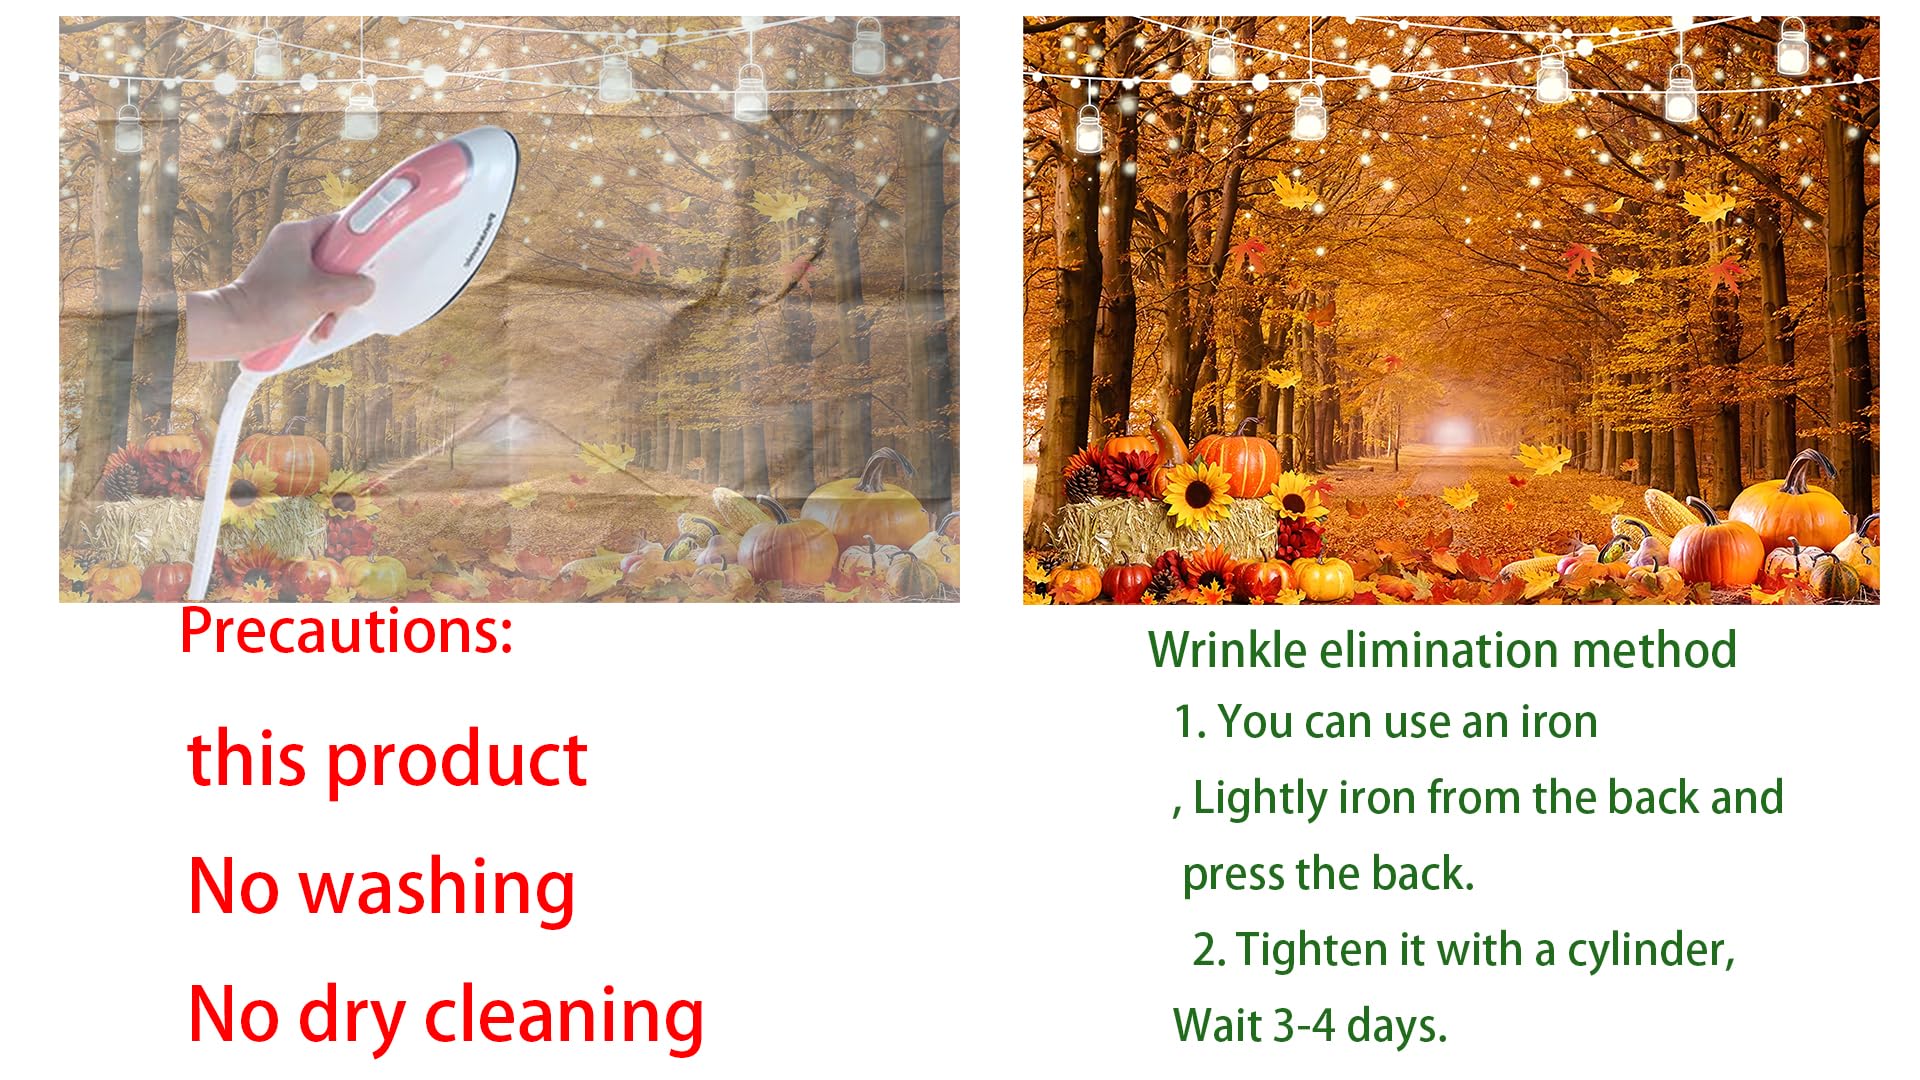 Precautions:
this product
No washing
No dry cleaning
Wrinkle elimination method
1. You can use an iron
, Lightly iron from the back and
press the back.
2. Tighten it with a cylinder,
Wait 3-4 days.